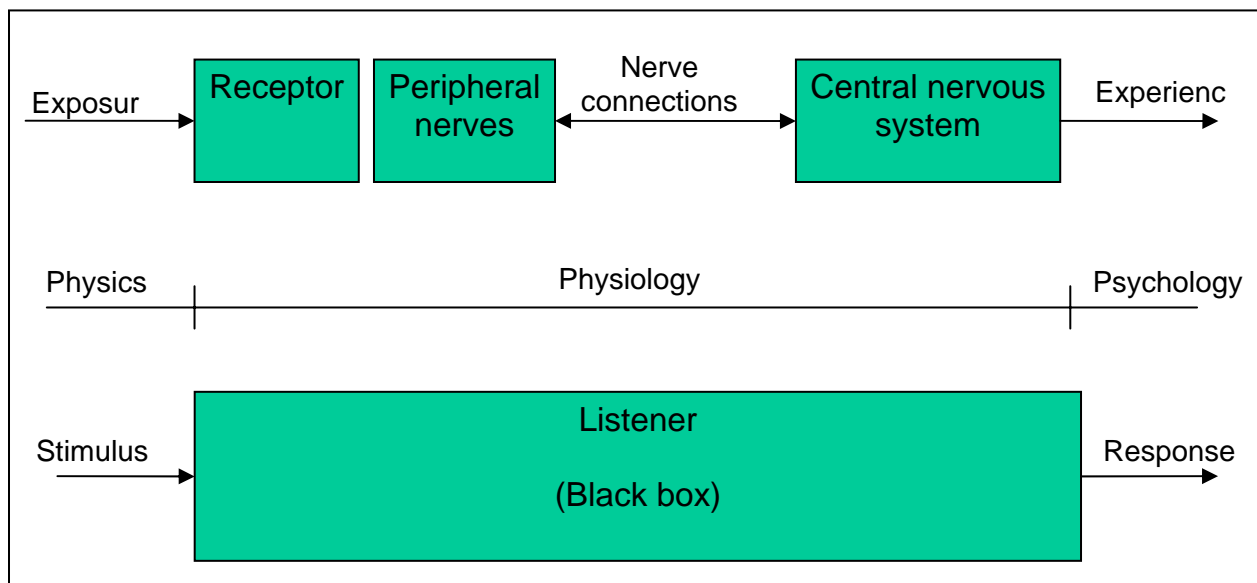 Exposur
Receptor
Peripheral
nerves
Nerve
connections
Central nervous
system
Experienc
Physics
Physiology
Psychology
Stimulus
Listener
(Black box)
Response